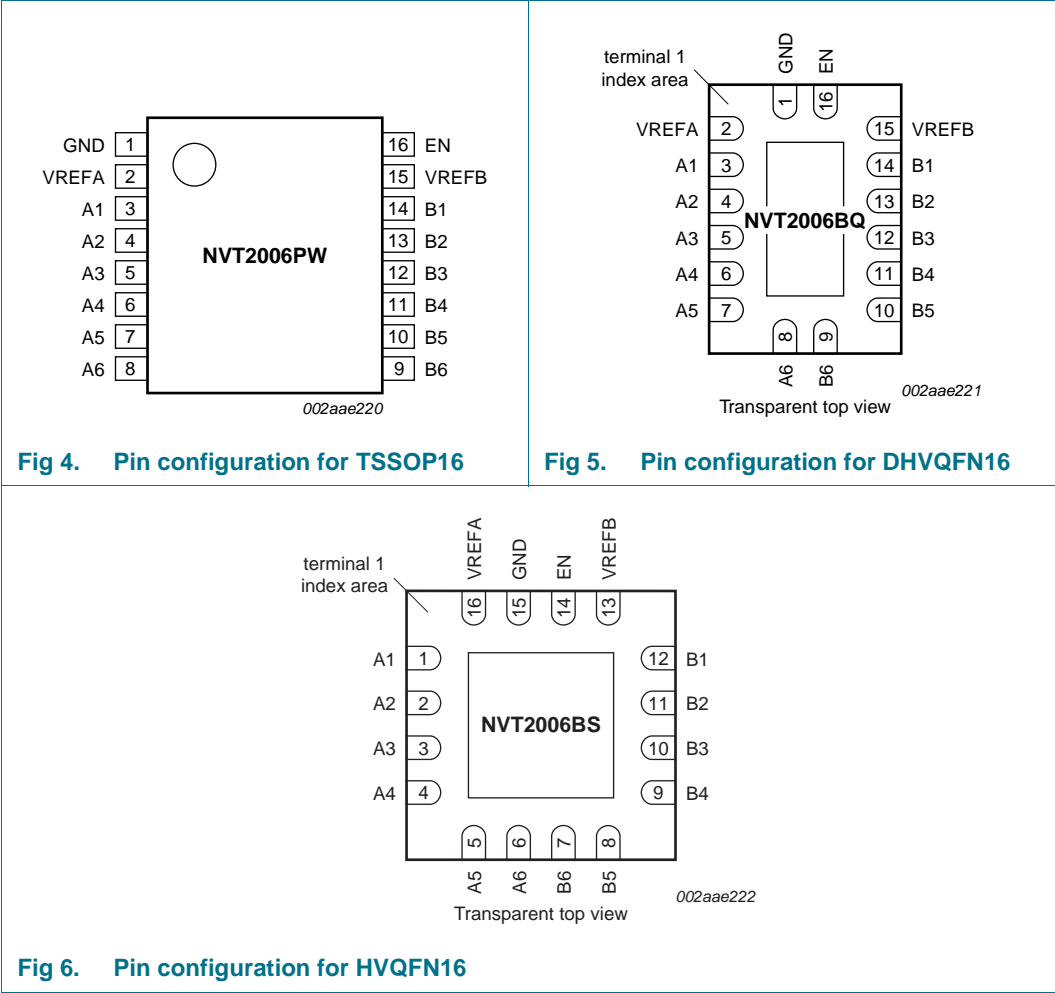 GND 1 16 EN
VREFA 2 15 VREFB
A1 3 14 B1
A2 4 13 B2
A3 5 12 B3
A4 6 11 B4
A5 7 10 B5
A6 8 9 B6
NVT2006PW
002aae220
Fig 4. Pin configuration for TSSOP16
terminal 1
index area
GND EN
1 16
VREFA 2 15 VREFB
A1 3 14 B1
A2 4 13 B2
NVT2006BQ
A3 5 12 B3
A4 6 11 B4
A5 7 10 B5
8 9
A6 B6
002aae221
Transparent top view
Fig 5. Pin configuration for DHVQFN16
terminal 1
index area
VREFA GND EN VREFB
16 15 14 13
A1 1 12 B1
A2 2 11 B2
NVT2006BS
A3 3 10 B3
A4 4 9 B4
5 6 7 8
A5 A6 B6 B5
002aae222
Transparent top view
Fig 6. Pin configuration for HVQFN16